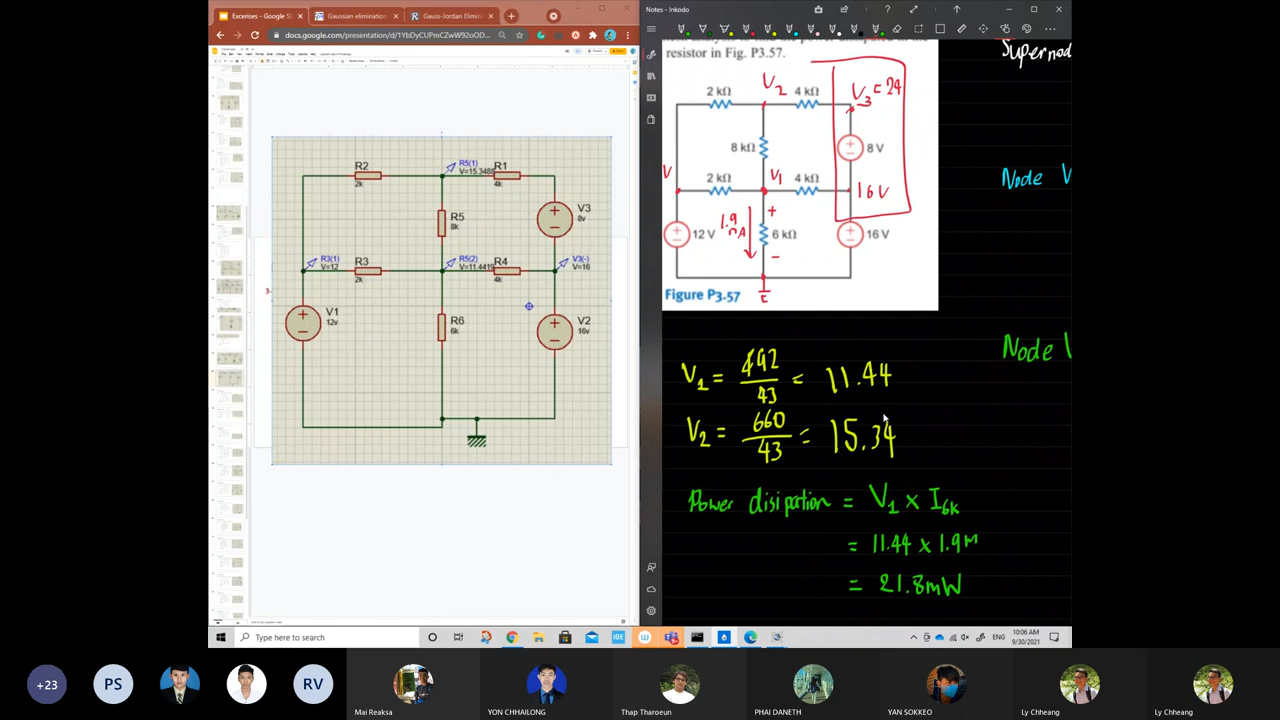 Excerises - Google Sli
Gaussian elimination
Gauss-Jordan Elimin
docs.google.com/presentation/d/1YbDyCUPmCZwW92oOD...
Notes - Inkodo
resistor in Fig. P3.57.
Supernod
2 kΩ
V2
4 kΩ
V3 = 24
8 kΩ
8 V
V
2 kΩ
V1
4 kΩ
16V
12 V
1.9 mA
+
6 kΩ
-
16 V
Figure P3.57
Node V
Node V
R2
2k
R5(1)
V=15.3488
R1
4k
R5
8k
V3
8v
R3(1)
V=12
R3
2k
R5(2)
V=11.4419
R4
4k
V3(-)
V=16
V1
12v
R6
6k
V2
16v
V1 = 492/43 = 11.44
V2 = 660/43 = 15.34
Power disipation = V1 x I6k
= 11.44 x 1.9m
= 21.8mW
Type here to search
IDE
ENG
10:06 AM
9/30/2021
+23
PS
RV
Mai Reaksa
YON CHHAILONG
Thap Tharoeun
PHAI DANETH
YAN SOKKEO
Ly Chheang
Ly Chheang